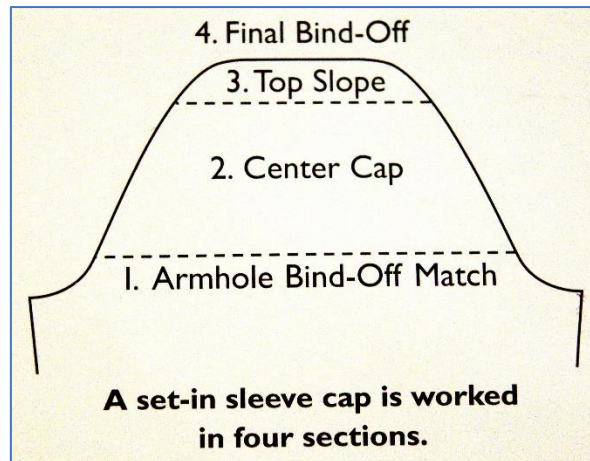 4. Final Bind-Off
3. Top Slope
2. Center Cap
1. Armhole Bind-Off Match
A set-in sleeve cap is worked
in four sections.